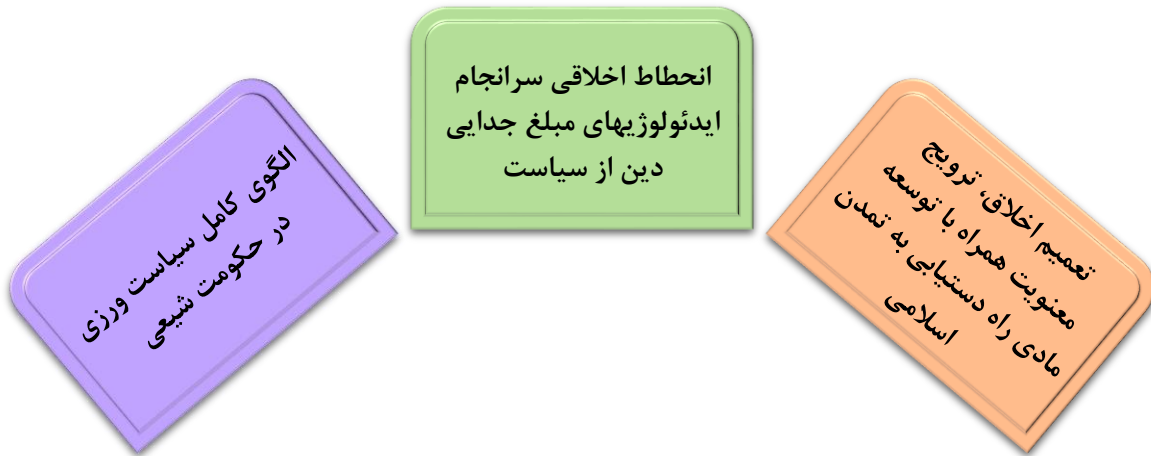 تعمیم اخلاق، ترویج
معنویت همراه با توسعه
مادی راه دستیابی به تمدن
اسلامی
انحطاط اخلاقی سرانجام
ایدئولوژیهای مبلغ جدایی
دین از سیاست
الگوی کامل سیاست ورزی
در حکومت شیعی